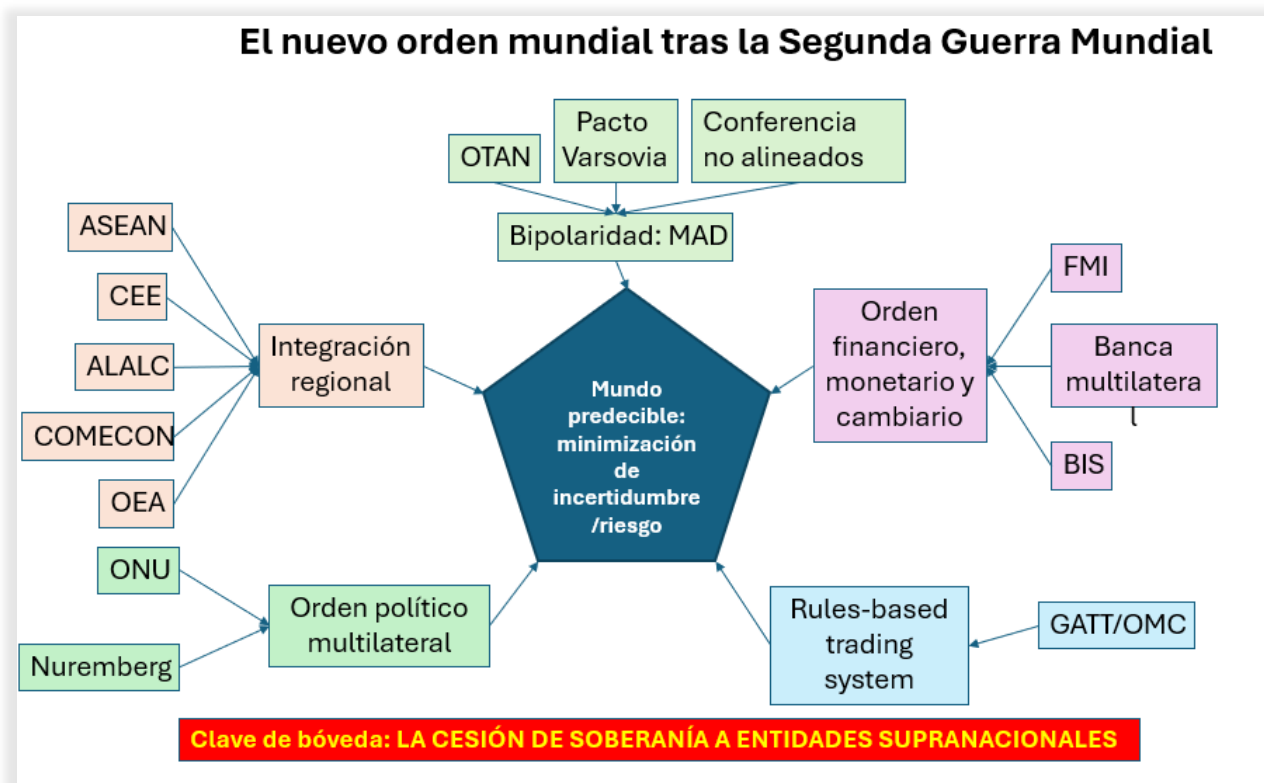 El nuevo orden mundial tras la Segunda Guerra Mundial
OTAN
Pacto
Varsovia
Conferencia
no alineados
Bipolaridad: MAD
ASEAN
CEE
ALALC
COMECON
OEA
Integración
regional
ONU
Nuremberg
Orden político
multilateral
Mundo
predecible:
minimización
de
incertidumbre
/riesgo
Orden
financiero,
monetario y
cambiario
FMI
Banca
multilatera
l
BIS
Rules-based
trading
system
GATT/OMC
Clave de bóveda: LA CESIÓN DE SOBERANÍA A ENTIDADES SUPRANACIONALES